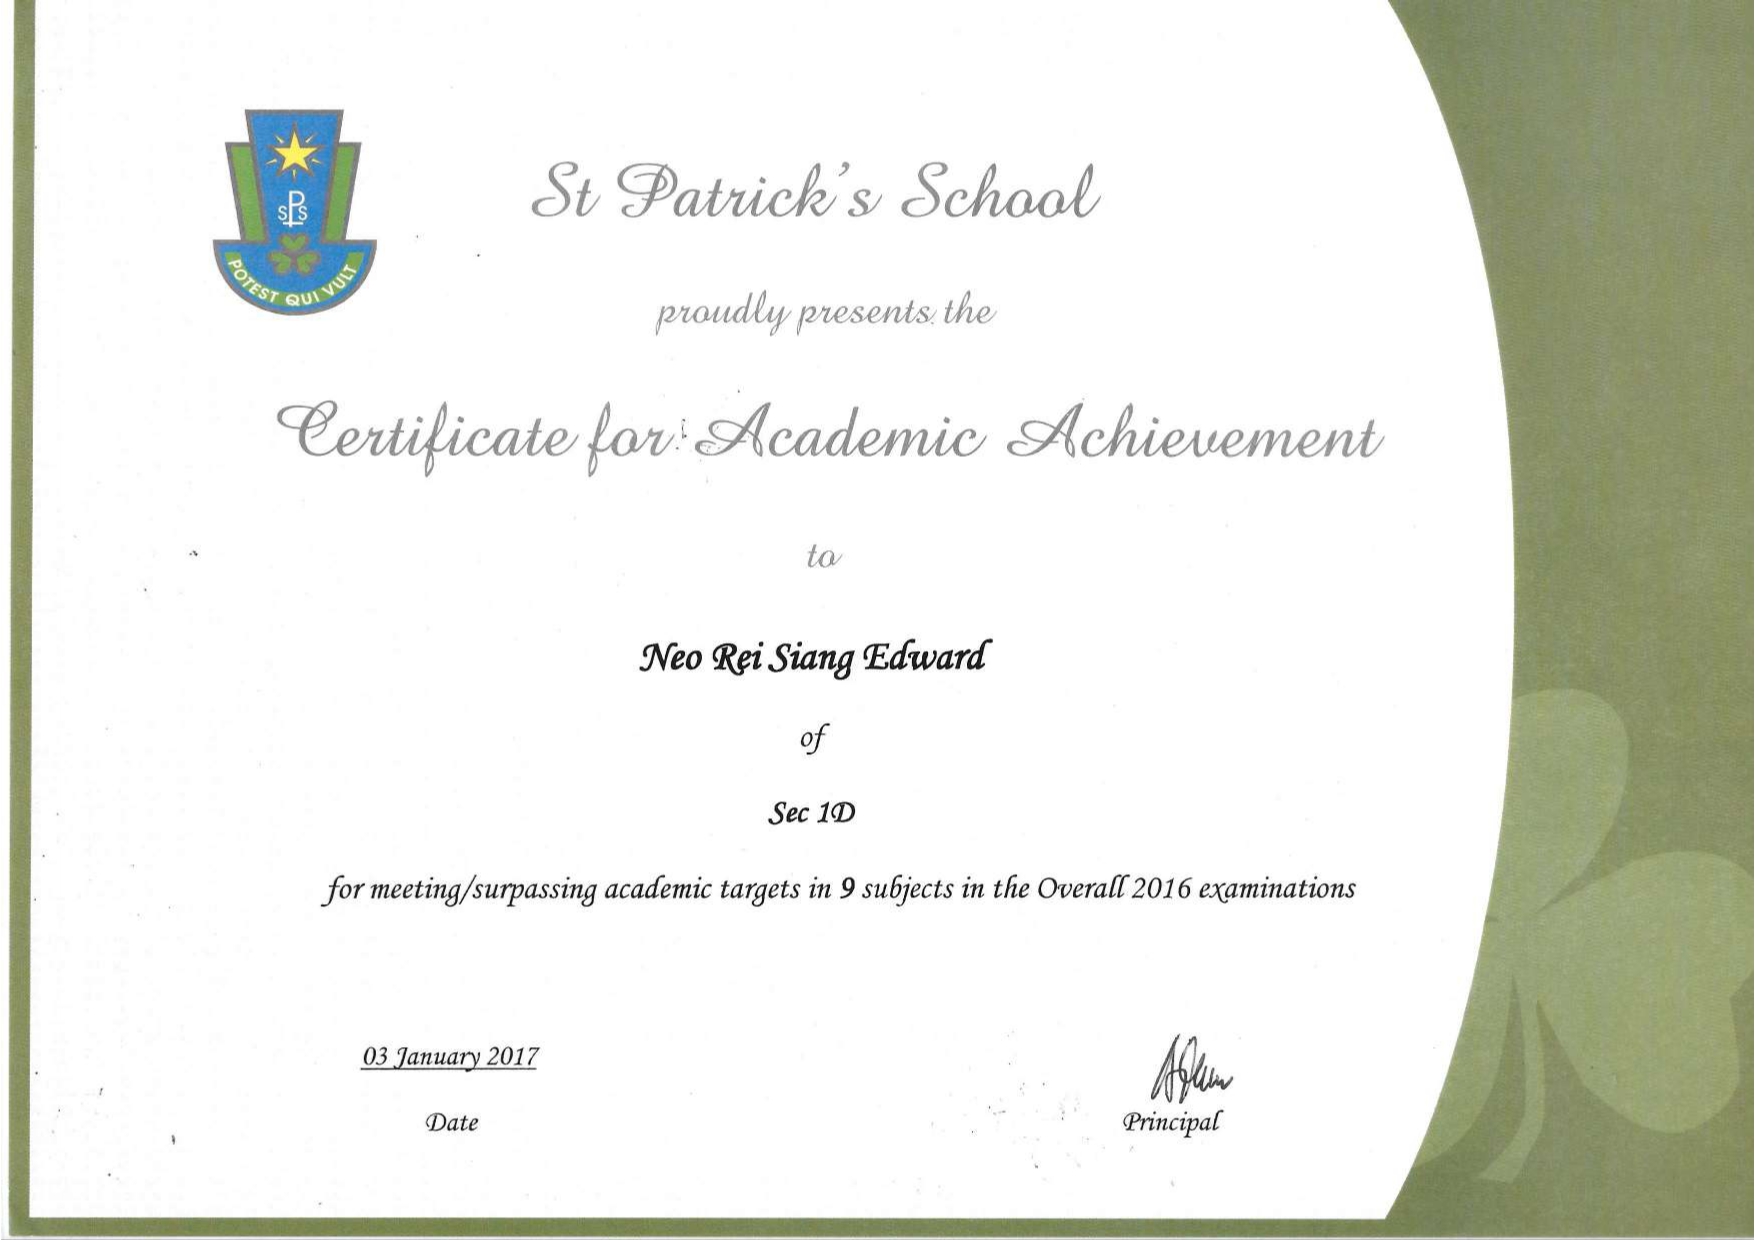 SPS
POTEST QUI VULT
St Patrick's School
proudly presents the
Certificate for Academic Achievement
to
Neo Rei Siang Edward
of
Sec 1D
for meeting/surpassing academic targets in 9 subjects in the Overall 2016 examinations
03 January 2017
Date
Principal